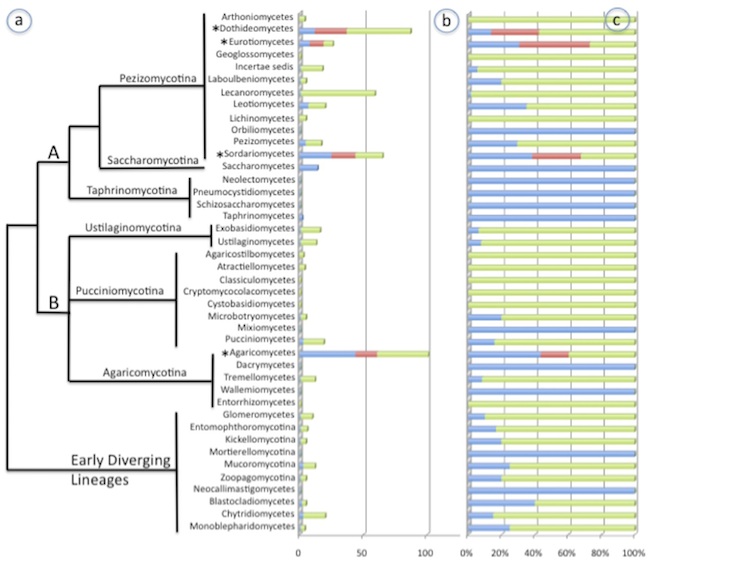 a
b
c
Arthoniomycetes
*Dothideomycetes
*Eurotiomycetes
Geoglossomycetes
Incertae sedis
Laboulbeniomycetes
Lecanoromycetes
Leotiomycetes
Lichinomycetes
Orbiliomycetes
Pezizomycetes
*Sordariomycetes
Saccharomycetes
Neolectomycetes
Pneumocystidiomycetes
Schizosaccharomycetes
Taphrinomycetes
Exobasidiomycetes
Ustilaginomycetes
Agaricostilbomycetes
Atractiellomycetes
Classiculomycetes
Cryptomycocolacomycetes
Cystobasidiomycetes
Microbotryomycetes
Mixiomycetes
Pucciniomycetes
*Agaricomycetes
Dacrymycetes
Tremellomycetes
Wallemiomycetes
Entorrhizomycetes
Glomeromycetes
Entomophthoromycotina
Kickellomycotina
Mortierellomycotina
Mucoromycotina
Zoopagomycotina
Neocallimastigomycetes
Blastocladiomycetes
Chytridiomycetes
Monoblepharidomycetes
Pezizomycotina
A
Saccharomycotina
Taphrinomycotina
Ustilaginomycotina
Pucciniomycotina
B
Agaricomycotina
Early Diverging
Lineages
0 50 100
0% 20% 40% 60% 80% 100%